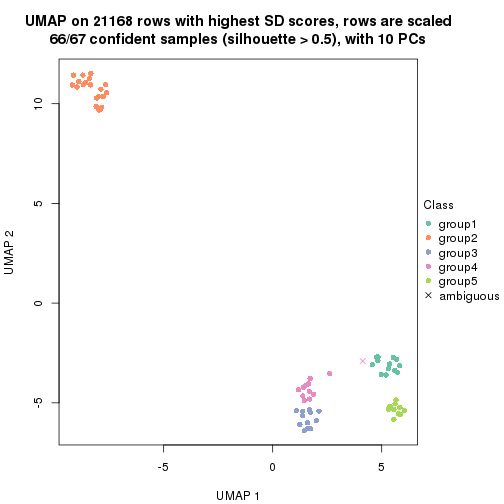 UMAP on 21168 rows with highest SD scores, rows are scaled
66/67 confident samples (silhouette > 0.5), with 10 PCs
10
5
0
-5
UMAP 2
-5
0
5
UMAP 1
Class
group1
group2
group3
group4
group5
ambiguous